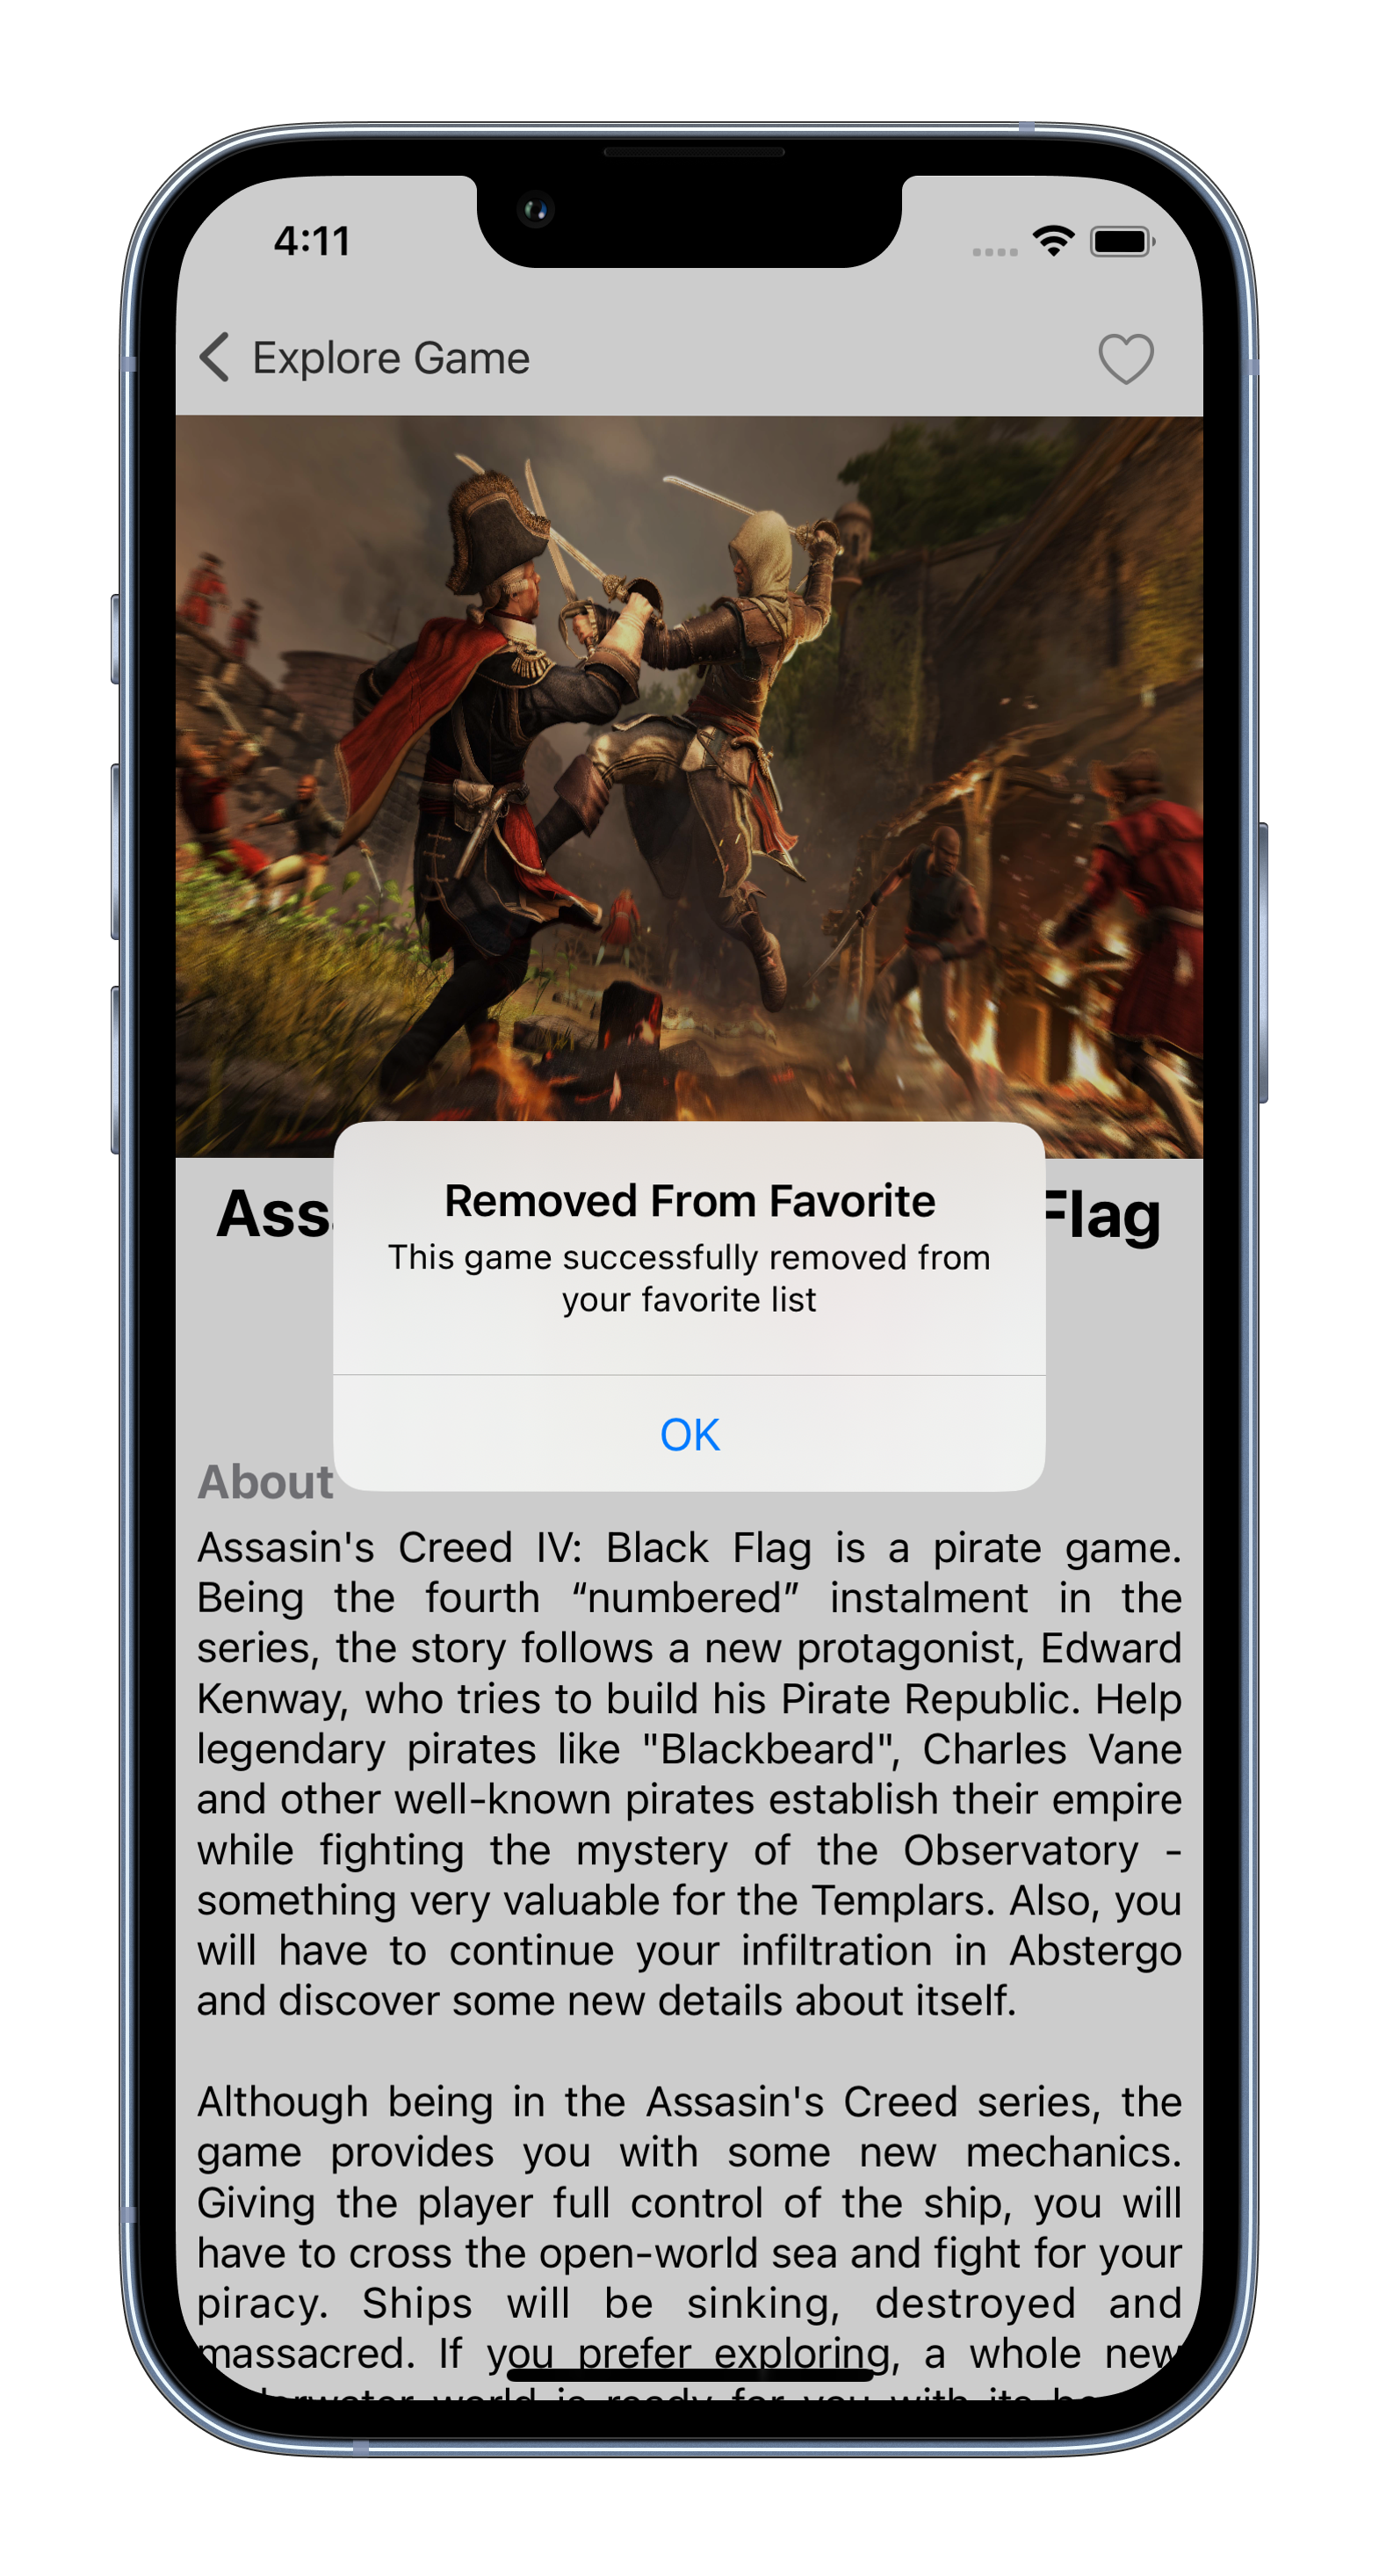 4:11
Explore Game
Flag
Removed From Favorite
This game successfully removed from
your favorite list
OK
About
Assasin's Creed IV: Black Flag is a pirate game.
Being the fourth “numbered” instalment in the
series, the story follows a new protagonist, Edward
Kenway, who tries to build his Pirate Republic. Help
legendary pirates like "Blackbeard", Charles Vane
and other well-known pirates establish their empire
while fighting the mystery of the Observatory -
something very valuable for the Templars. Also, you
will have to continue your infiltration in Abstergo
and discover some new details about itself.
Although being in the Assasin's Creed series, the
game provides you with some new mechanics.
Giving the player full control of the ship, you will
have to cross the open-world sea and fight for your
piracy. Ships will be sinking, destroyed and
massacred. If you prefer exploring, a whole new
world is ready for you with its